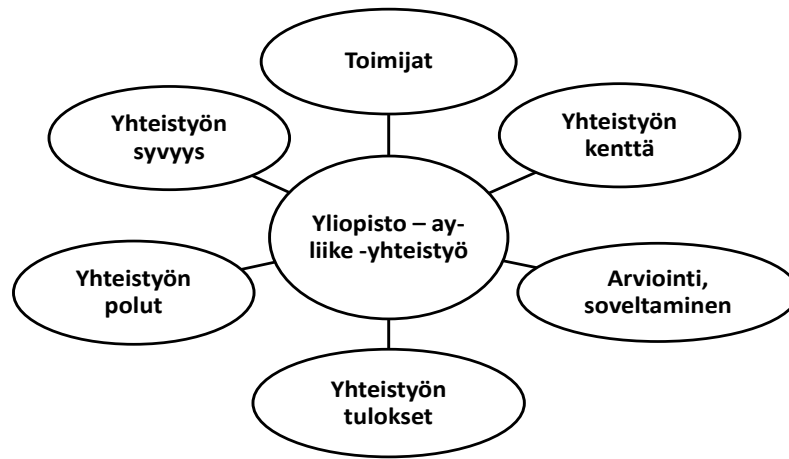 Toimijat
Yhteistyön
syvyys
Yhteistyön
kenttä
Yliopisto – ay-
liike -yhteistyö
Yhteistyön
polut
Arviointi,
soveltaminen
Yhteistyön
tulokset